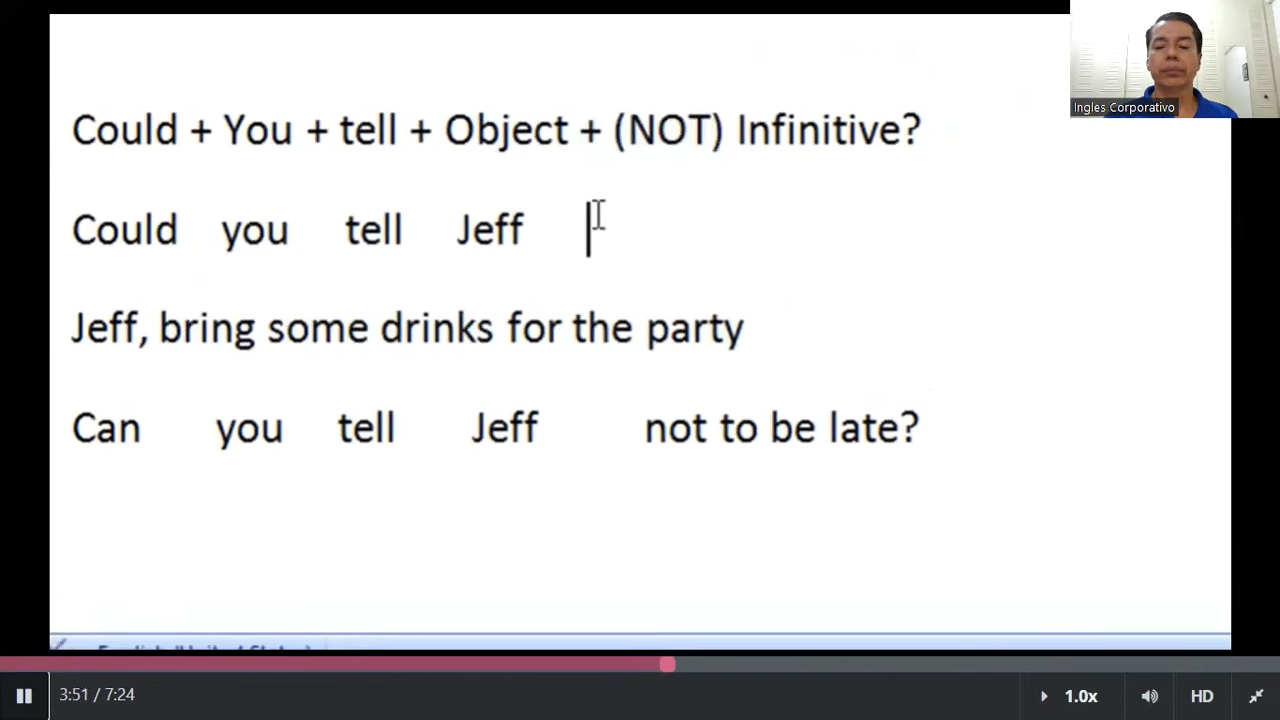 Ingles Corporativo
Could + You + tell + Object + (NOT) Infinitive?
Could you tell Jeff
Jeff, bring some drinks for the party
Can you tell Jeff not to be late?
3:51 / 7:24
1.0x
HD